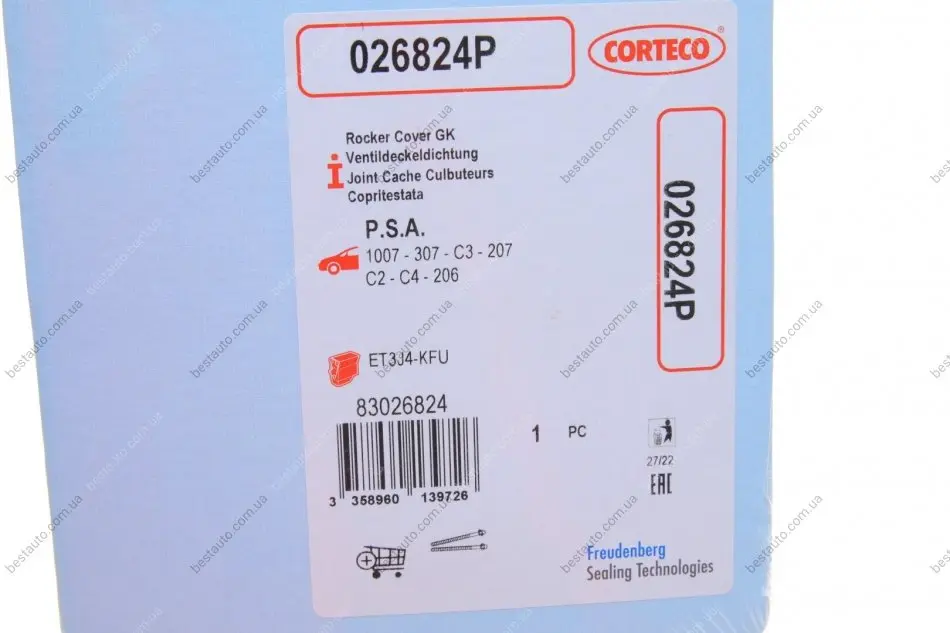 026824P
CORTECO
®
Rocker Cover GK
Ventildeckeldichtung
Joint Cache Culbuteurs
Copritestata
i
P.S.A.
1007 - 307 - C3 - 207
C2 - C4 - 206
026824P
ET3J4-KFU
83026824
3 358960 139726
1 PC
27/22
EAC
Freudenberg
Sealing Technologies
bestauto.com.ua